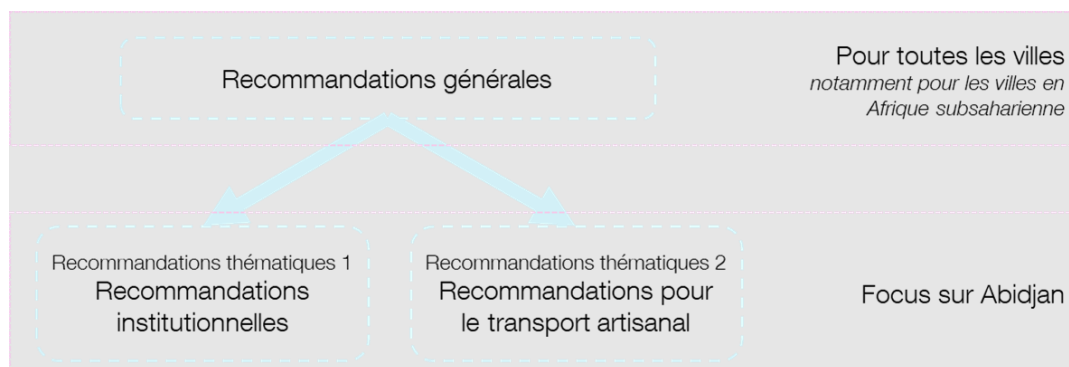 Recommandations générales
Pour toutes les villes
notamment pour les villes en
Afrique subsaharienne
Recommandations thématiques 1
Recommandations
institutionnelles
Recommandations thématiques 2
Recommandations pour
le transport artisanal
Focus sur Abidjan